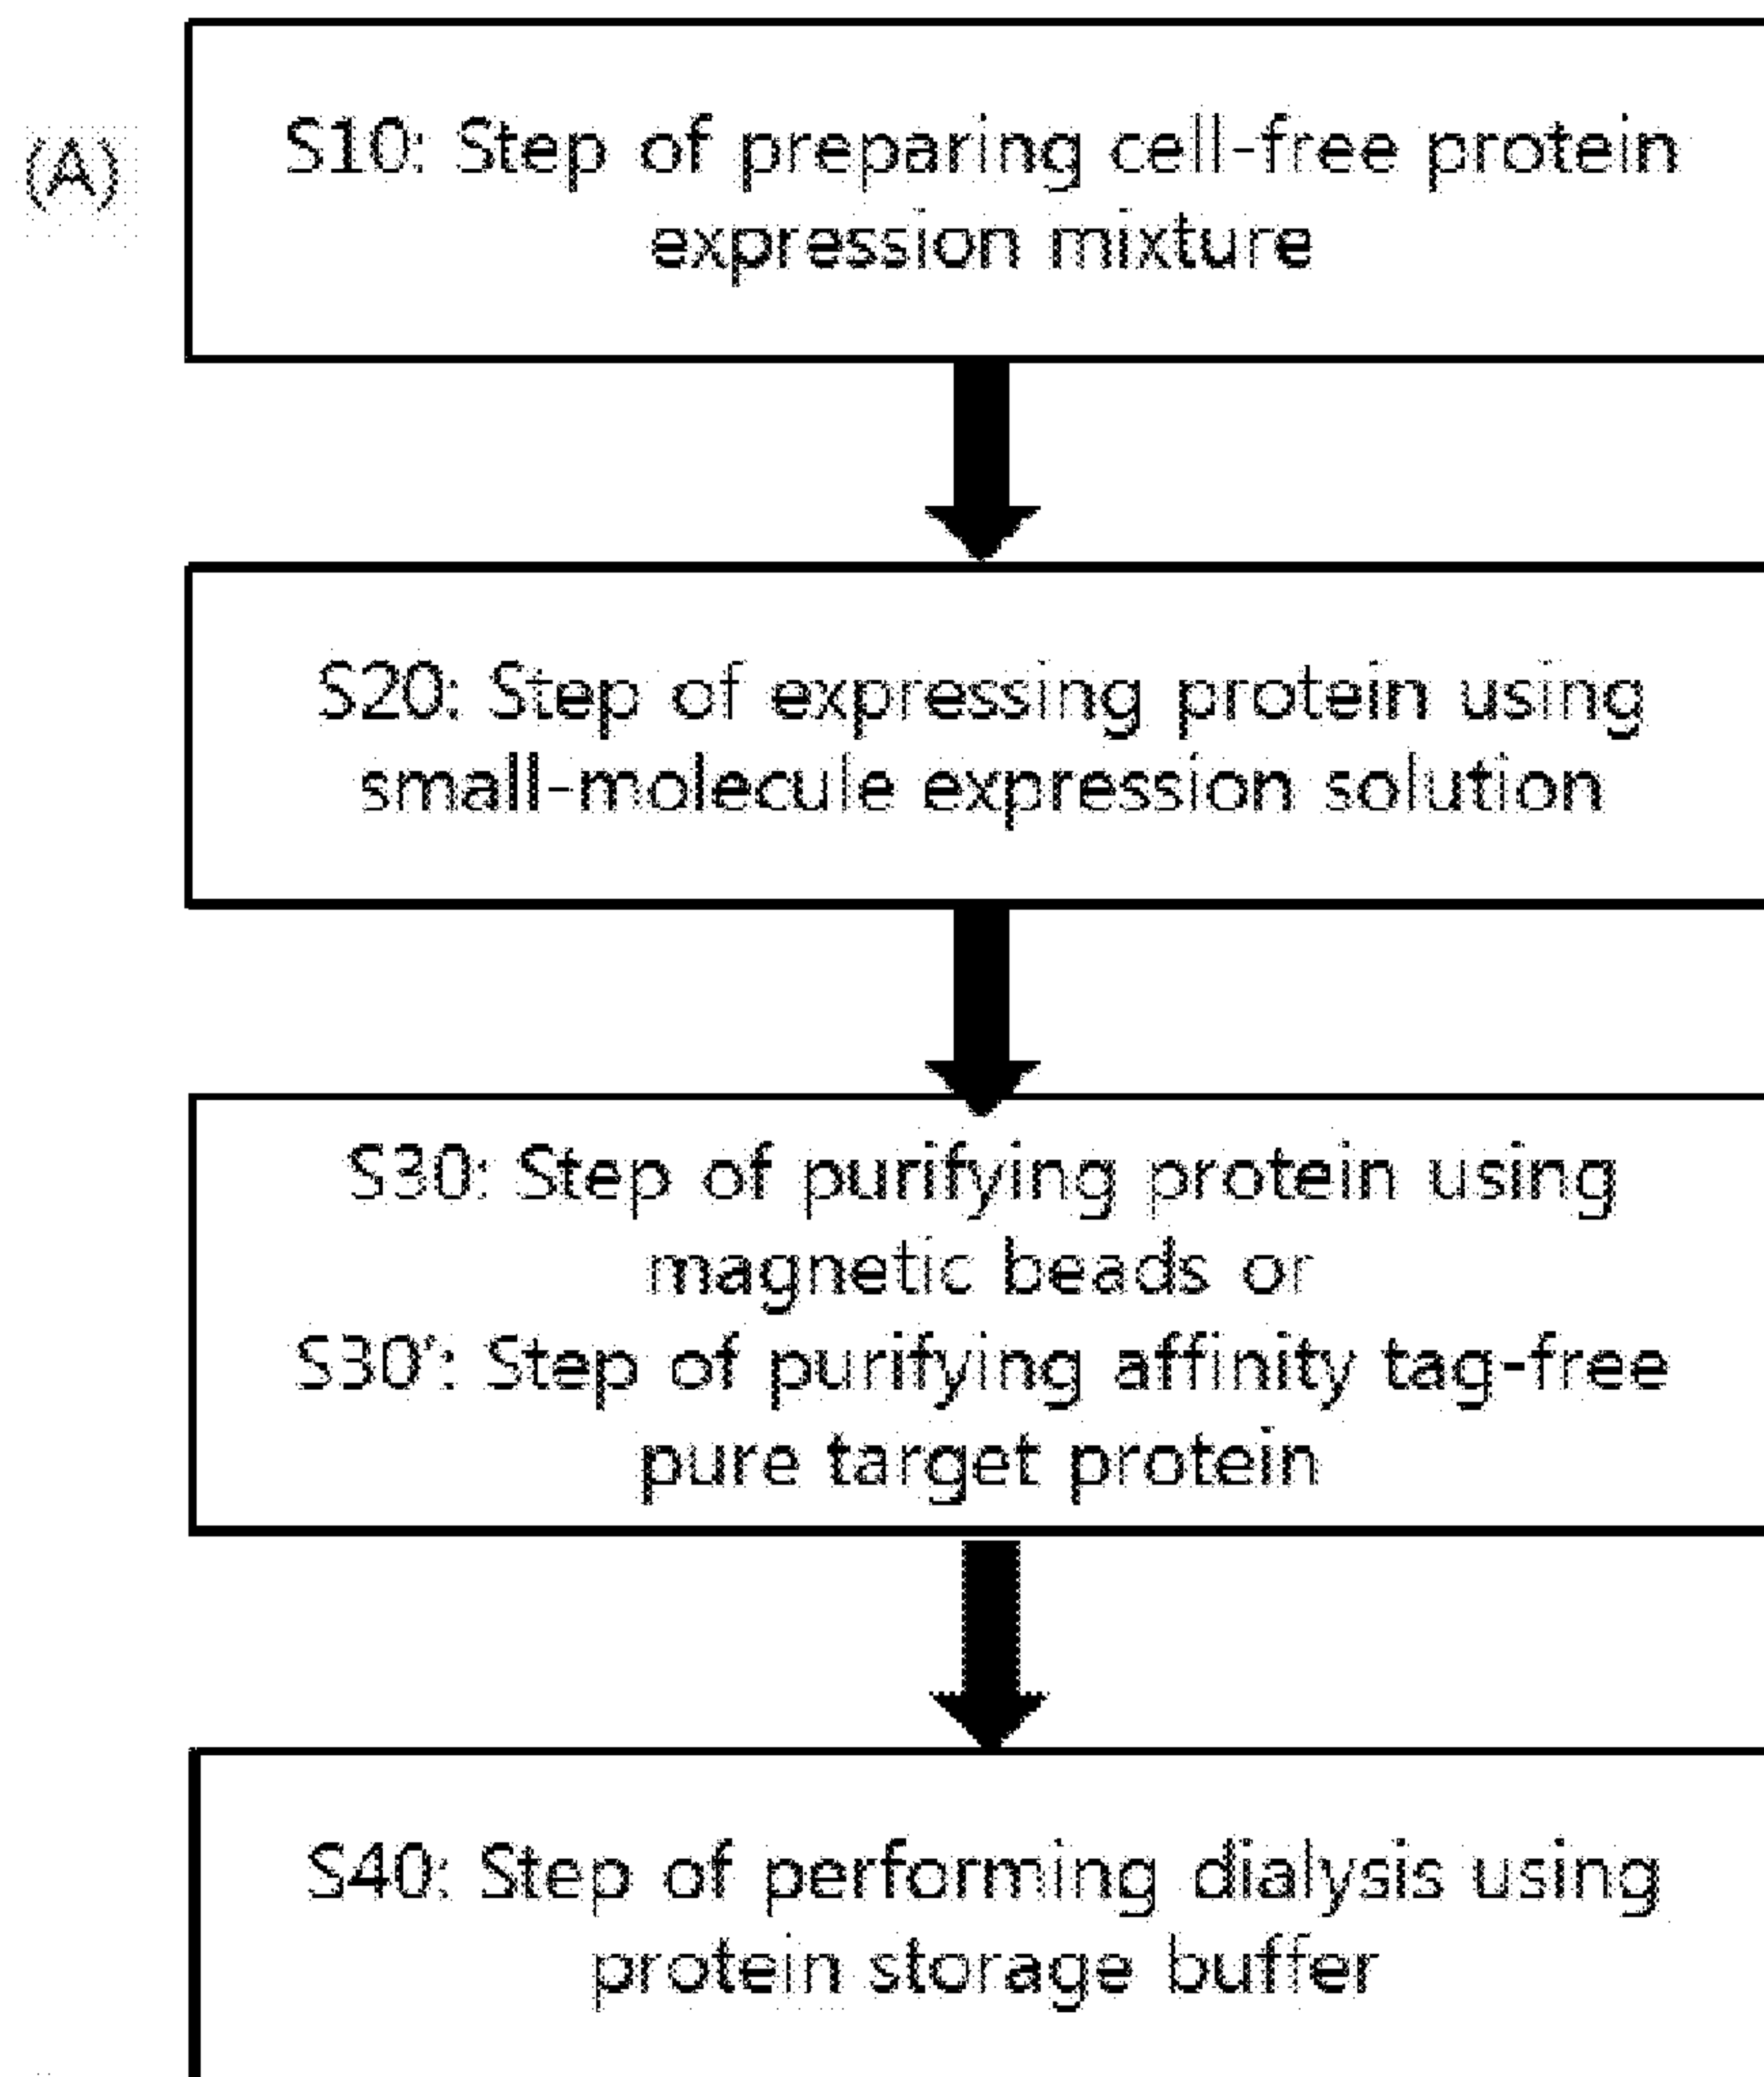 (A)
S10: Step of preparing cell-free protein
expression mixture
S20: Step of expressing protein using
small-molecule expression solution
S30: Step of purifying protein using
magnetic beads or
S30': Step of purifying affinity tag-free
pure target protein
S40: Step of performing dialysis using
protein storage buffer